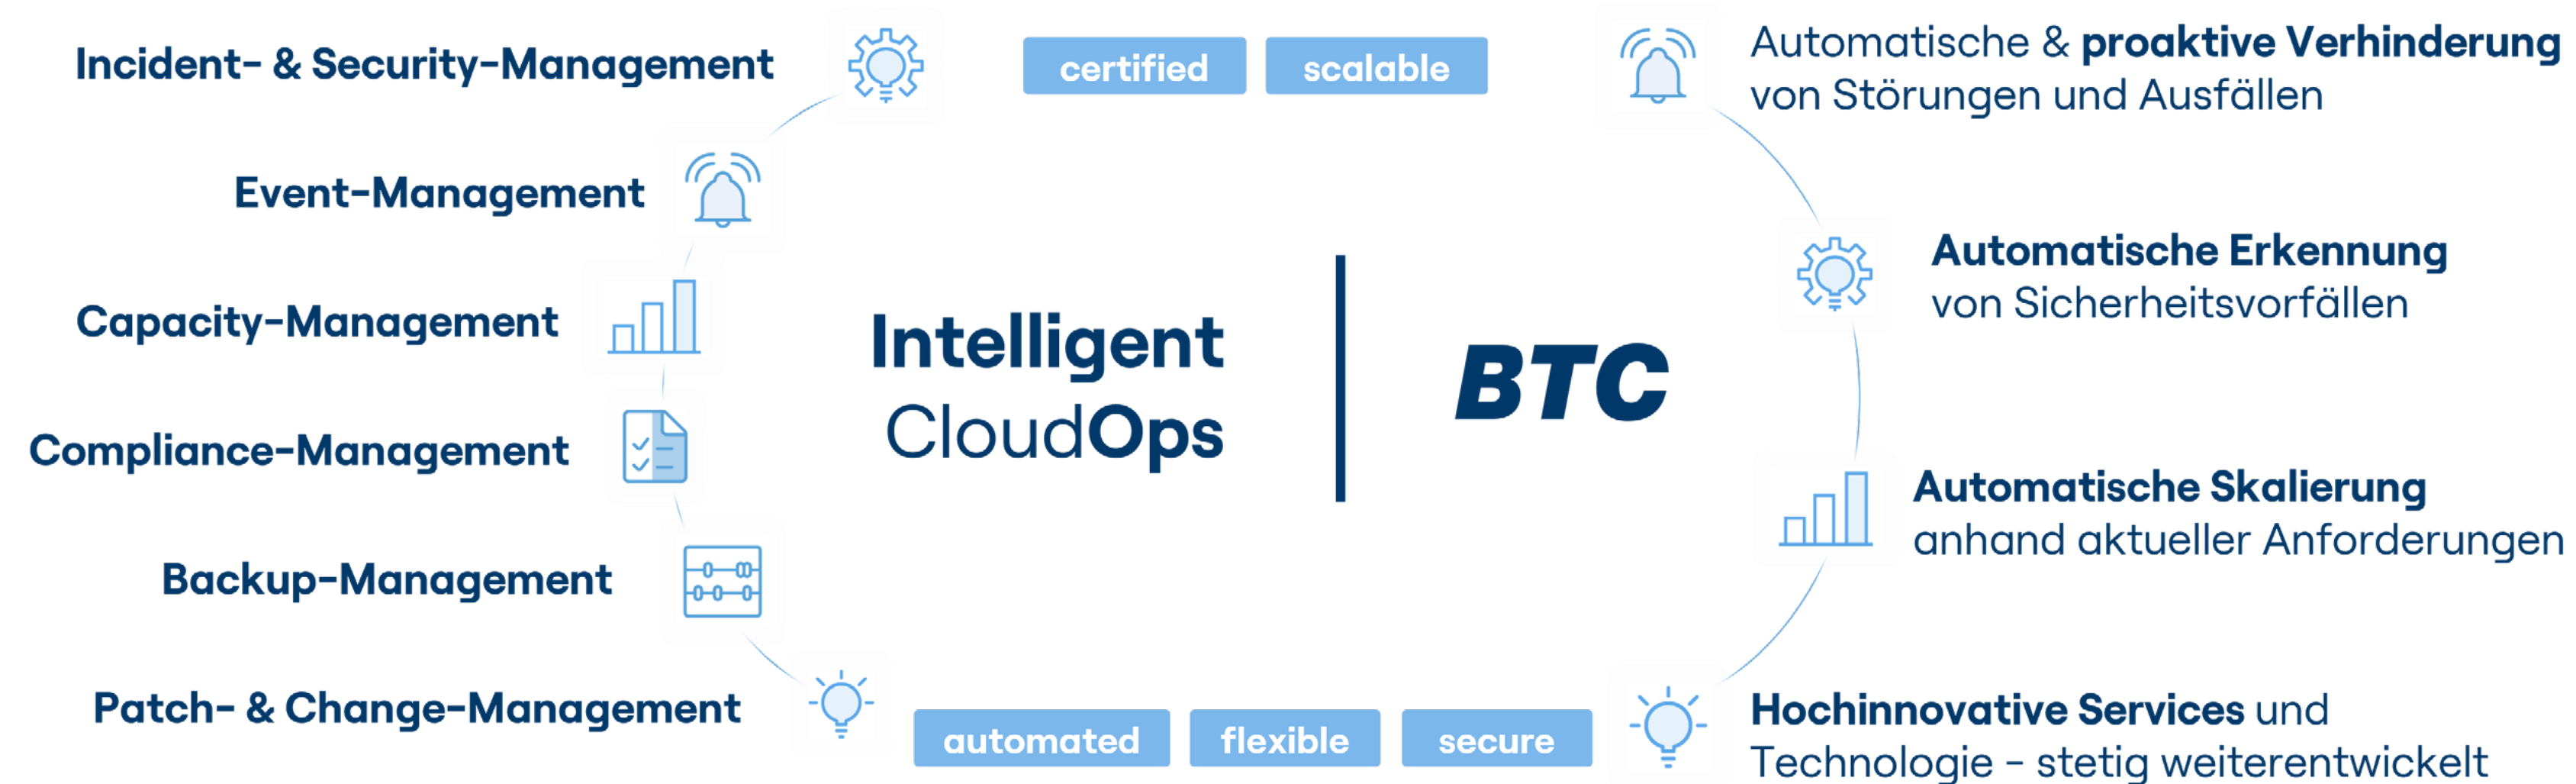 Incident- & Security-Management
Event-Management
Capacity-Management
Compliance-Management
Backup-Management
Patch- & Change-Management
certified
scalable
Intelligent
CloudOps
BTC
automated
flexible
secure
Automatische & proaktive Verhinderung
von Störungen und Ausfällen
Automatische Erkennung
von Sicherheitsvorfällen
Automatische Skalierung
anhand aktueller Anforderungen
Hochinnovative Services und
Technologie - stetig weiterentwickelt